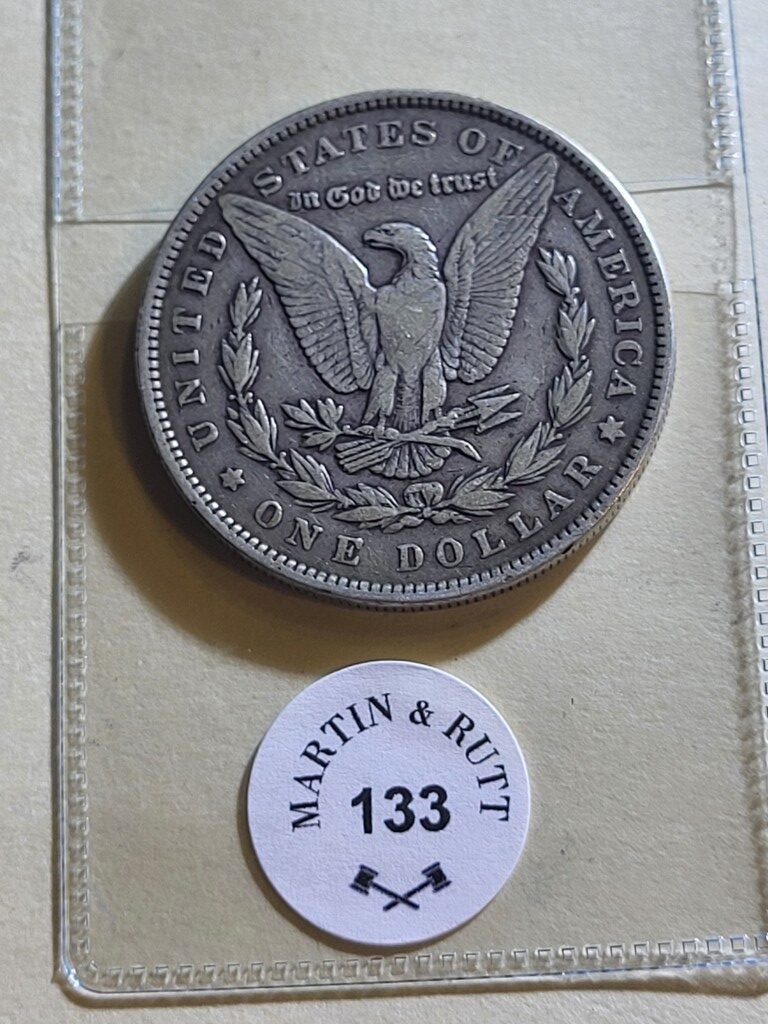 UNITED STATES OF AMERICA
In God we trust
ONE DOLLAR
MARTIN & RUTT
133